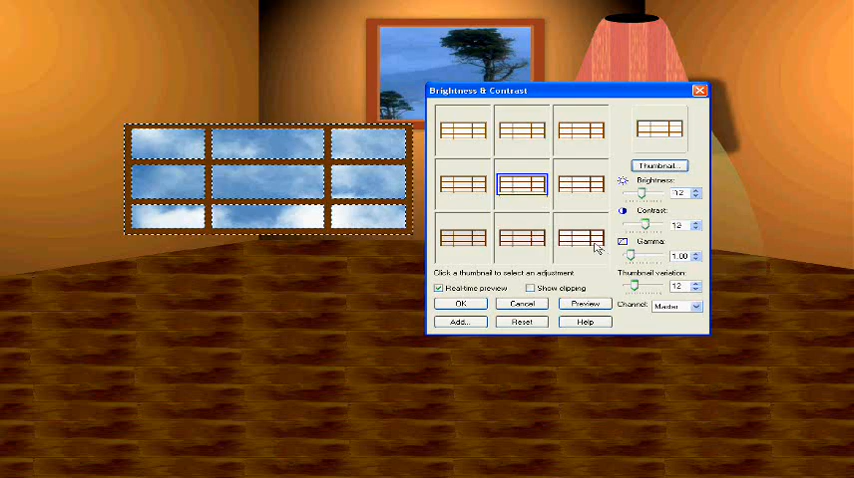 Brightness & Contrast
Thumbnail...
Brightness:
12
Contrast:
12
Gamma:
1.00
Click a thumbnail to select an adjustment
Thumbnail variation:
Real-time preview
Show clipping
12
OK
Cancel
Preview
Channel:
Master
Add...
Reset
Help